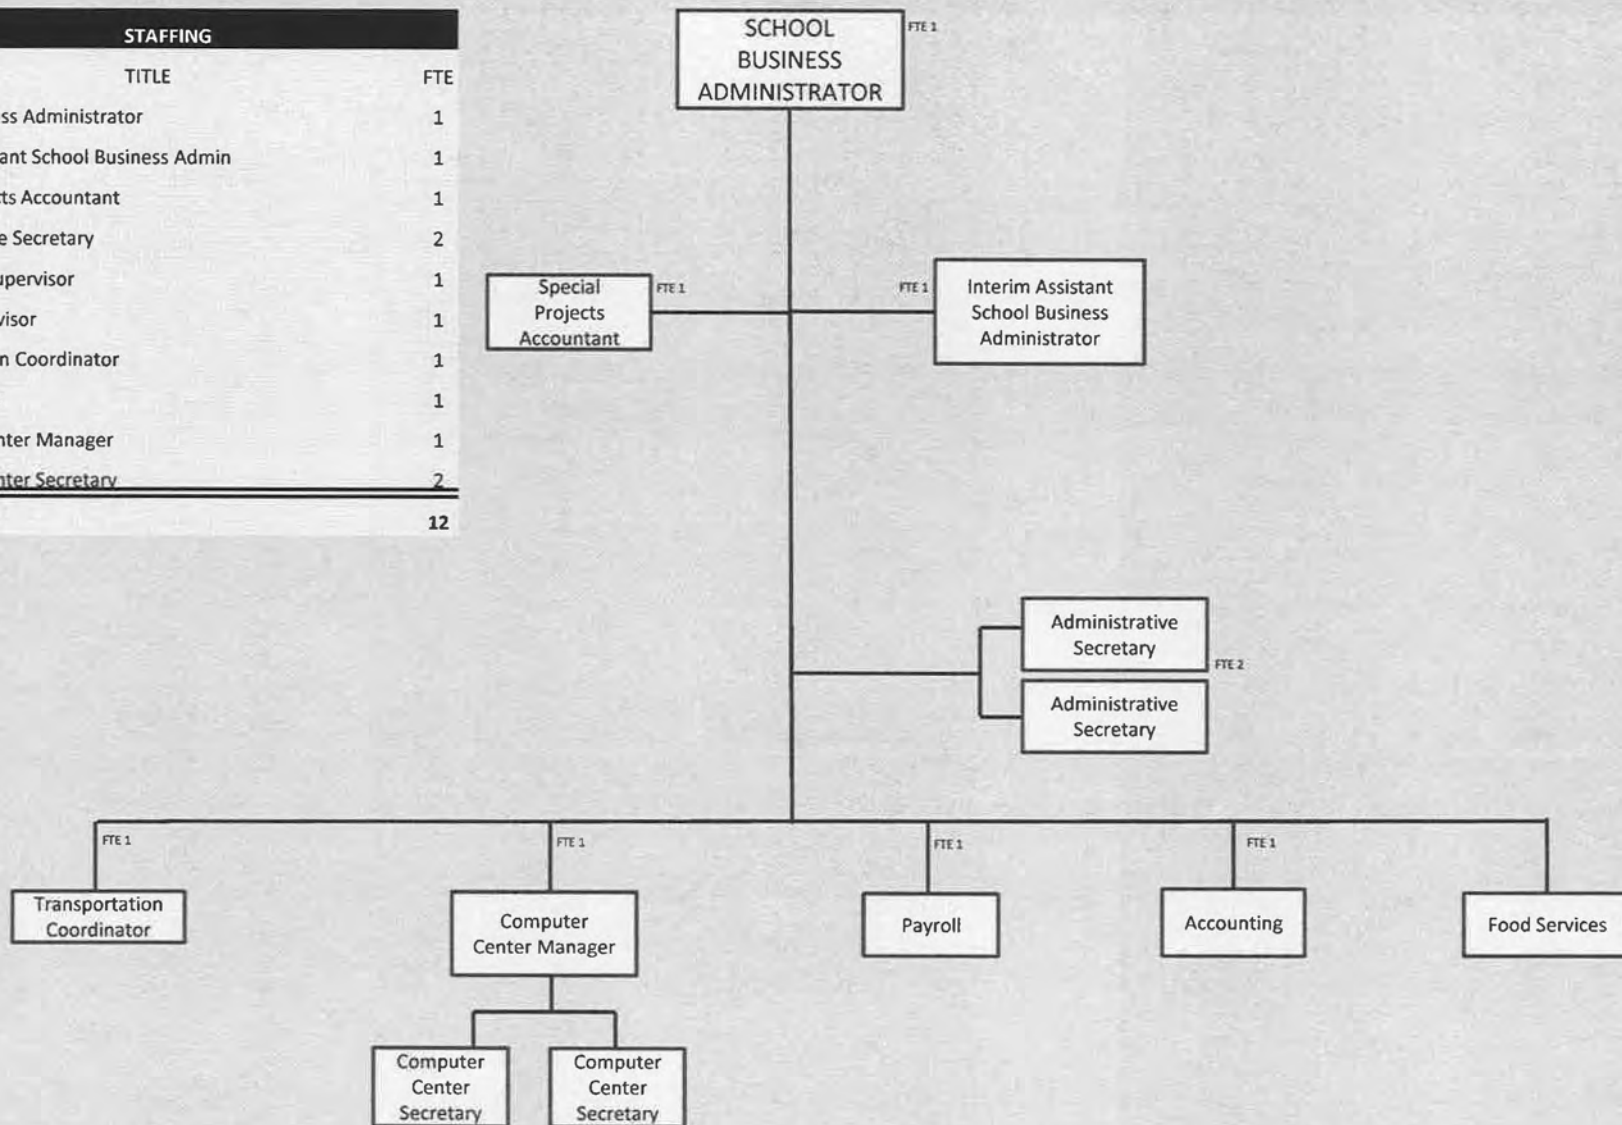 STAFFING
TITLE FTE
ss Administrator 1
ant School Business Admin 1
ts Accountant 1
e Secretary 2
upervisor 1
visor 1
n Coordinator 1
1
nter Manager 1
nter Secretary 2
12
SCHOOL
BUSINESS
ADMINISTRATOR
FTE 1
Special
Projects
Accountant
FTE 1
FTE 1
Interim Assistant
School Business
Administrator
Administrative
Secretary
FTE 2
Administrative
Secretary
FTE 1
FTE 1
FTE 1
FTE 1
Transportation
Coordinator
Computer
Center Manager
Payroll
Accounting
Food Services
Computer
Center
Secretary
Computer
Center
Secretary